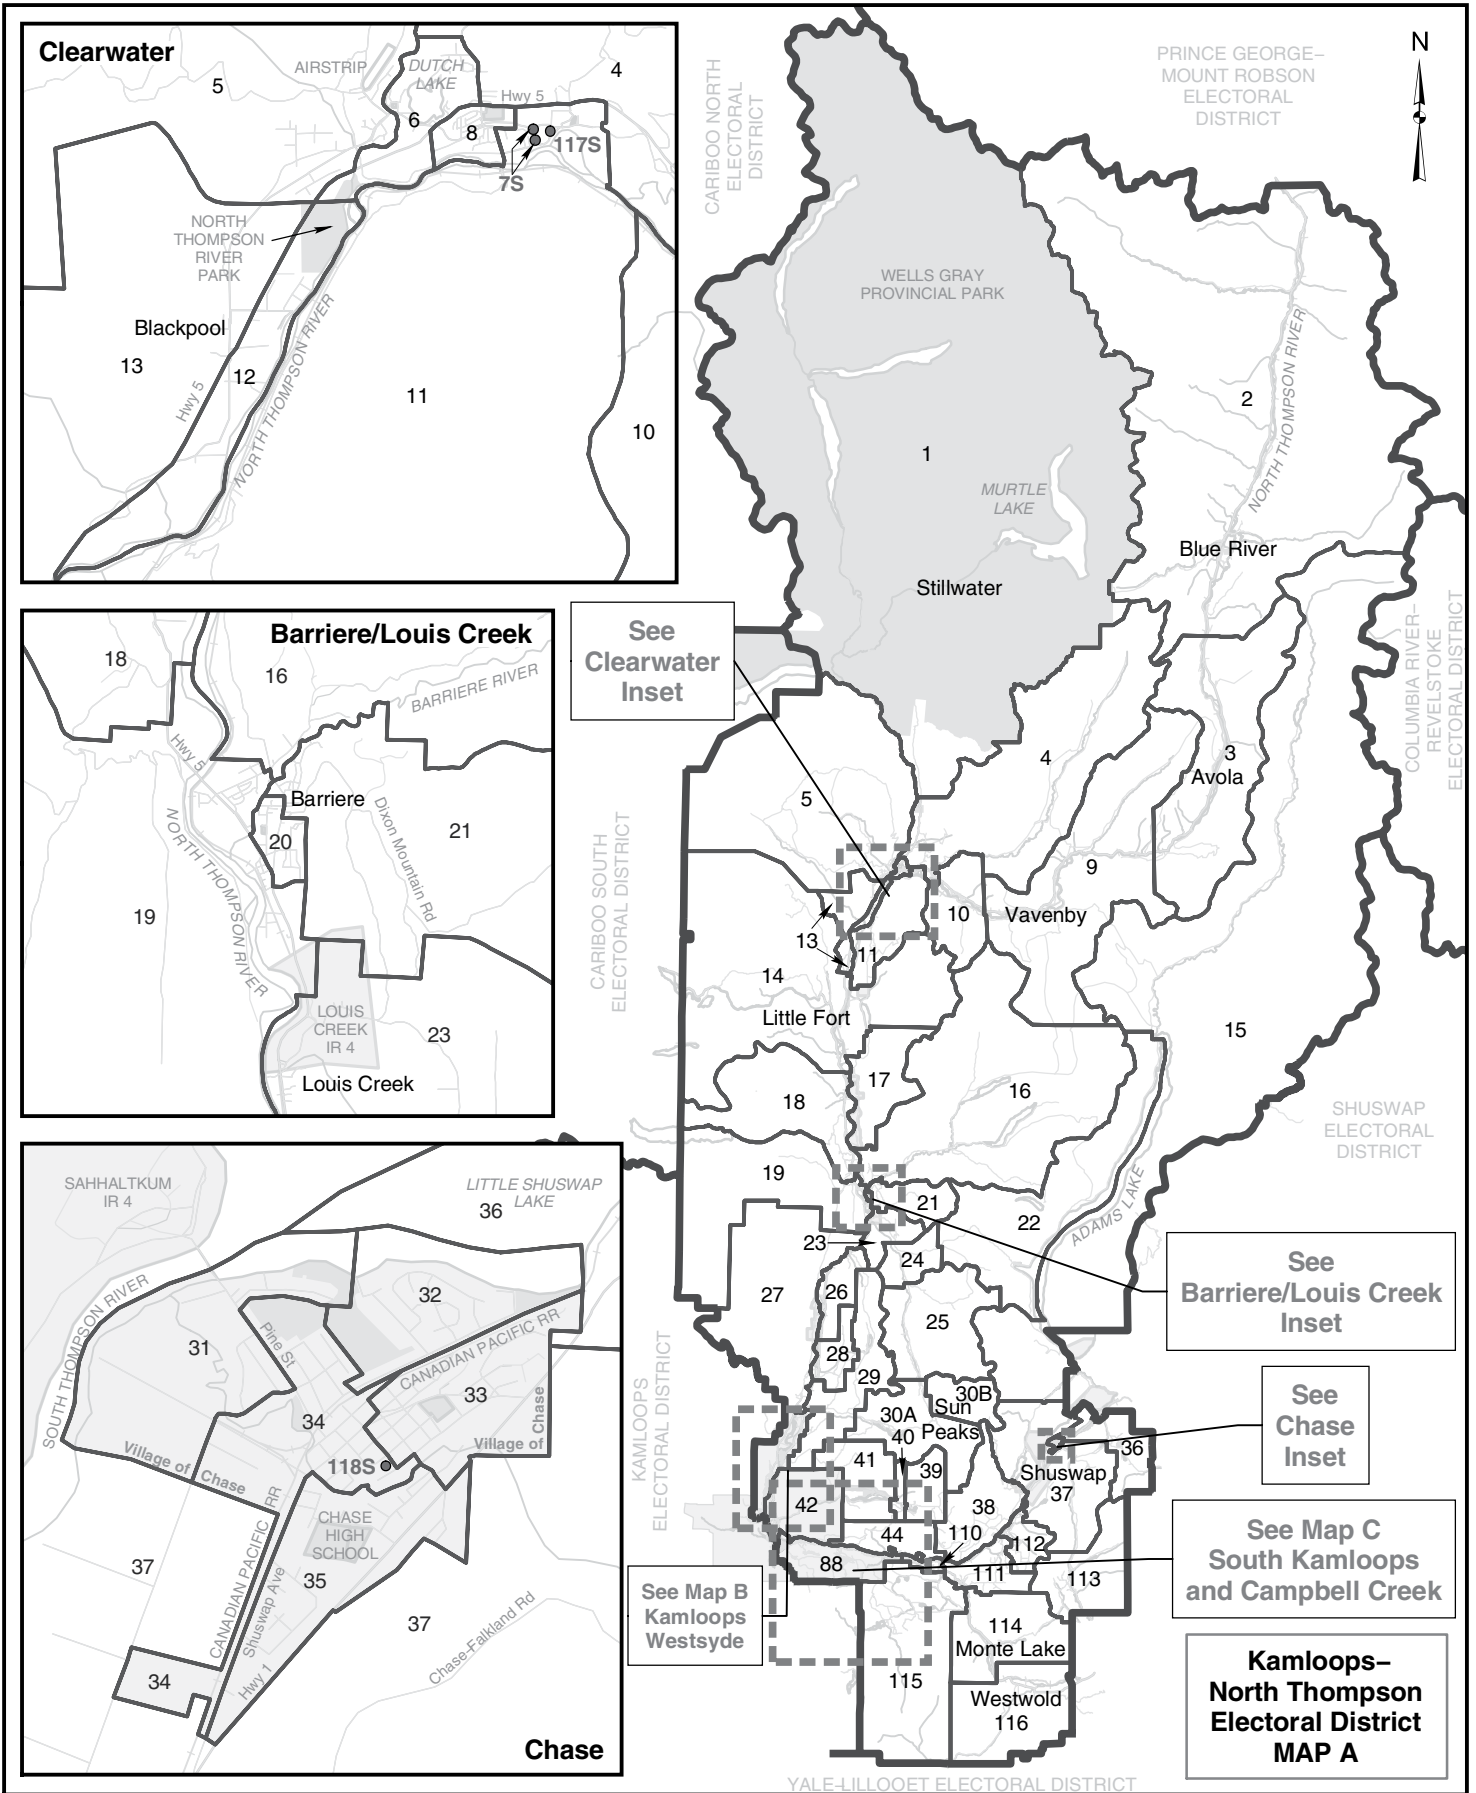 Clearwater
AIRSTRIP
DUTCH
LAKE
5
4
Hwy 5
6
8
117S
7S
NORTH
THOMPSON
RIVER
PARK
Blackpool
13
12
Hwy 5
NORTH THOMPSON RIVER
11
10
Barriere/Louis Creek
18
16
BARRIERE RIVER
Hwy 5
Barriere
20
21
Dixon Mountain Rd
19
NORTH THOMPSON RIVER
LOUIS
CREEK
IR 4
23
Louis Creek
SAHHALTKUM
IR 4
LITTLE SHUSWAP
LAKE
36
SOUTH THOMPSON RIVER
32
31
Pine St
CANADIAN PACIFIC RR
33
34
Village of
Chase
Village of
Chase
118S
CHASE
HIGH
SCHOOL
37
CANADIAN PACIFIC RR
Shuswap Ave
35
37
Chase-Falkland Rd
34
Hwy 1
Chase
N
CARIBOO NORTH
ELECTORAL
DISTRICT
PRINCE GEORGE–
MOUNT ROBSON
ELECTORAL
DISTRICT
WELLS GRAY
PROVINCIAL PARK
2
NORTH THOMPSON RIVER
1
MURTLE
LAKE
Blue River
Stillwater
See
Clearwater
Inset
COLUMBIA RIVER–
REVELSTOKE
ELECTORAL DISTRICT
4
3
Avola
5
CARIBOO SOUTH
ELECTORAL DISTRICT
9
10
Vavenby
13
11
14
Little Fort
15
17
16
18
SHUSWAP
ELECTORAL
DISTRICT
19
21
22
ADAMS LAKE
23
24
See
Barriere/Louis Creek
Inset
27
26
25
28
29
KAMLOOPS
ELECTORAL DISTRICT
30B
Sun
Peaks
30A
40
See
Chase
Inset
41
39
36
Shuswap
37
42
38
44
110
112
See Map C
South Kamloops
and Campbell Creek
88
111
113
See Map B
Kamloops
Westsyde
114
Monte Lake
115
Westwold
116
Kamloops–
North Thompson
Electoral District
MAP A
YALE–LILLOOET ELECTORAL DISTRICT